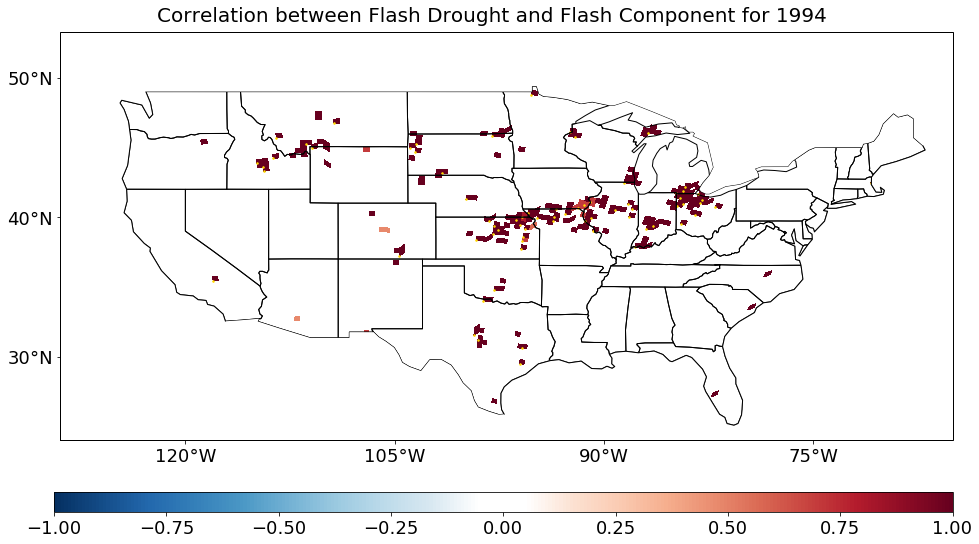 Correlation between Flash Drought and Flash Component for 1994
50°N
40°N
30°N
120°W 105°W 90°W 75°W
−1.00 −0.75 −0.50 −0.25 0.00 0.25 0.50 0.75 1.00